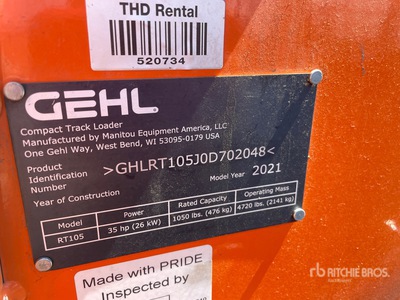 THD Rental
520734
GEHL
Compact Track Loader
Manufactured by Manitou Equipment America, LLC
One Gehl Way, West Bend, WI 53095-0179 USA
Product
Identification >GHLRT105J0D702048<
Number
Model Year 2021
Year of Construction
Model Power Rated Capacity Operating Mass
RT105 35 hp (26 kW) 1050 lbs. (476 kg) 4720 lbs. (2141 kg)
Made with PRIDE
Inspected by
rb RITCHIE BROS.